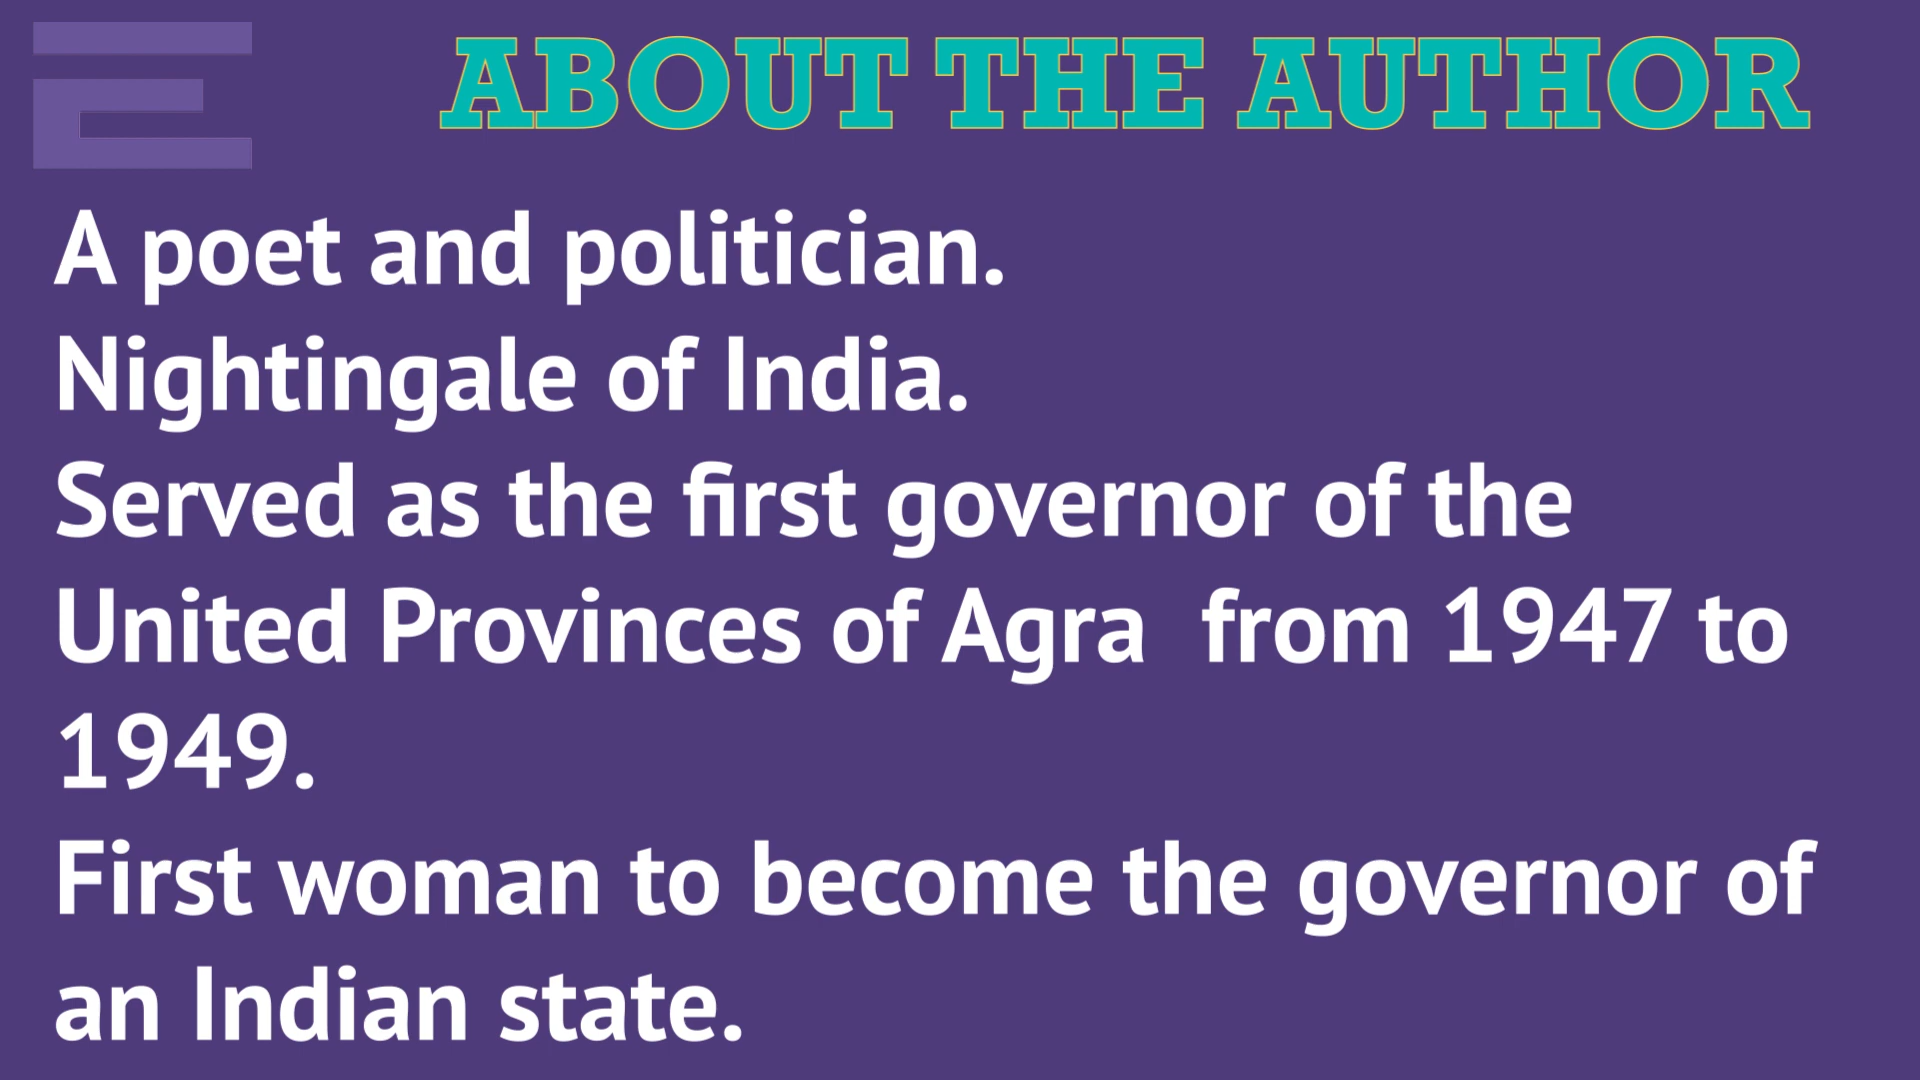 ABOUT THE AUTHOR
A poet and politician.
Nightingale of India.
Served as the first governor of the
United Provinces of Agra  from 1947 to
1949.
First woman to become the governor of
an Indian state.